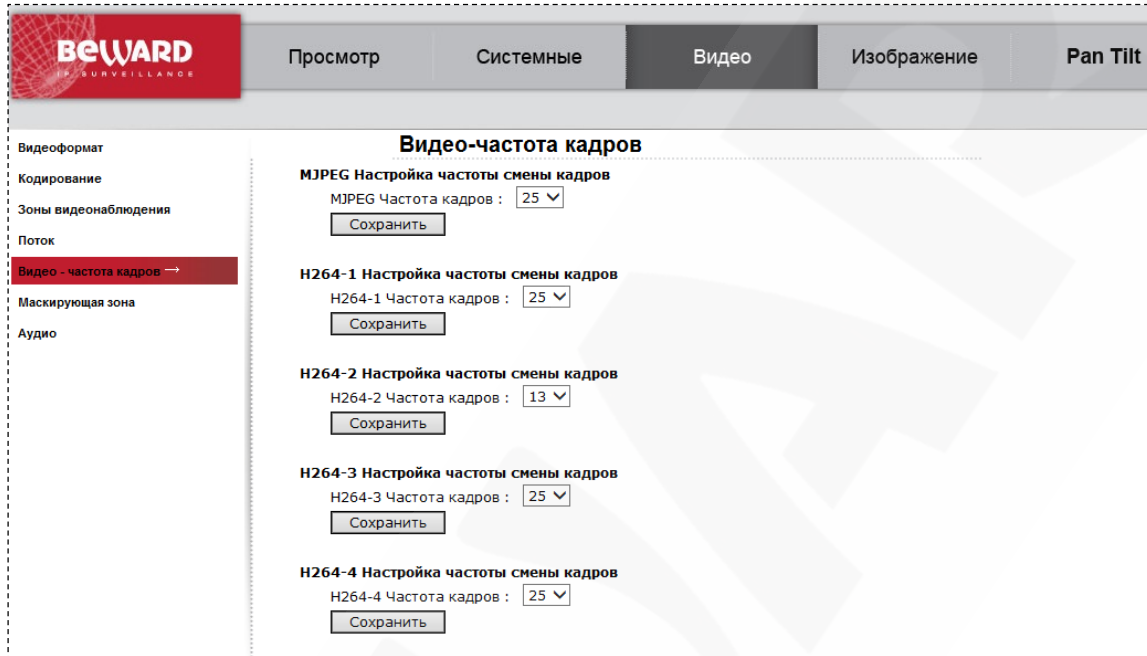 BEWARD
IP SURVEILLANCE
Просмотр Системные Видео Изображение Pan Tilt
Видеоформат
Кодирование
Зоны видеонаблюдения
Поток
Видео - частота кадров →
Маскирующая зона
Аудио
Видео-частота кадров
MJPEG Настройка частоты смены кадров
MJPEG Частота кадров : 25
Сохранить
H264-1 Настройка частоты смены кадров
H264-1 Частота кадров : 25
Сохранить
H264-2 Настройка частоты смены кадров
H264-2 Частота кадров : 13
Сохранить
H264-3 Настройка частоты смены кадров
H264-3 Частота кадров : 25
Сохранить
H264-4 Настройка частоты смены кадров
H264-4 Частота кадров : 25
Сохранить